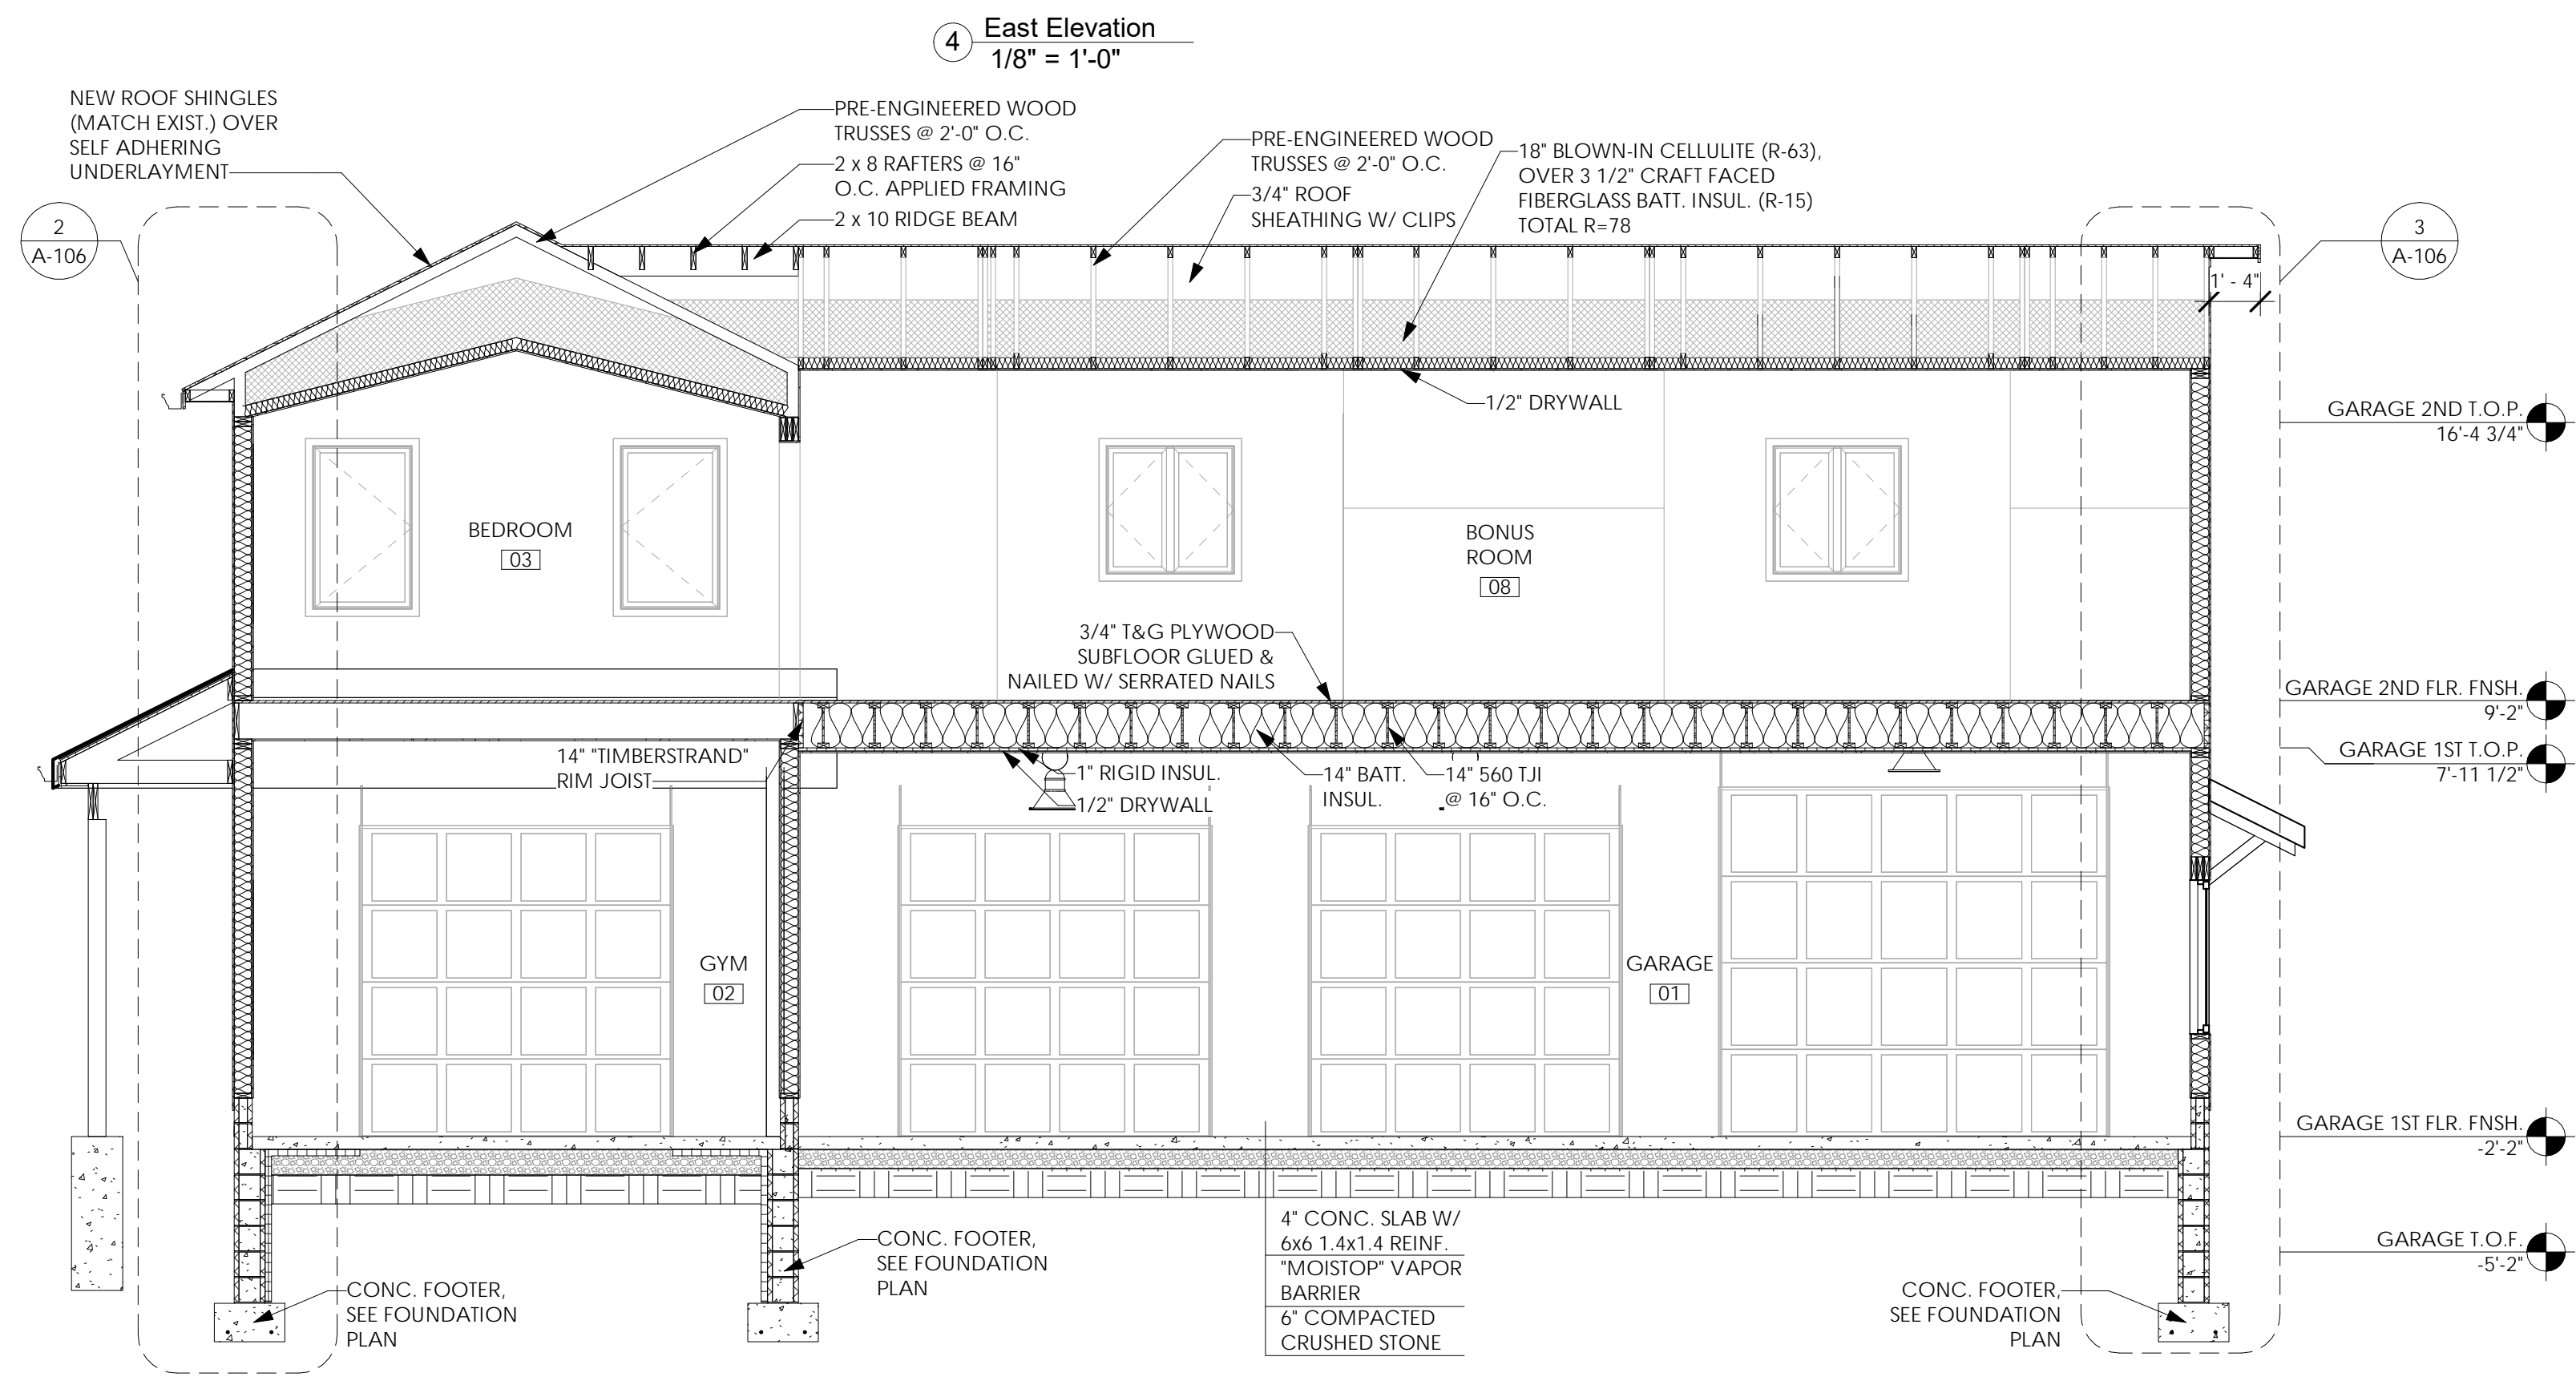 4
East Elevation
1/8" = 1'-0"
NEW ROOF SHINGLES
(MATCH EXIST.) OVER
SELF ADHERING
UNDERLAYMENT
PRE-ENGINEERED WOOD
TRUSSES @ 2'-0" O.C.
2 x 8 RAFTERS @ 16"
O.C. APPLIED FRAMING
2 x 10 RIDGE BEAM
PRE-ENGINEERED WOOD
TRUSSES @ 2'-0" O.C.
3/4" ROOF
SHEATHING W/ CLIPS
18" BLOWN-IN CELLULITE (R-63),
OVER 3 1/2" CRAFT FACED
FIBERGLASS BATT. INSUL. (R-15)
TOTAL R=78
2
A-106
3
A-106
1' - 4"
1/2" DRYWALL
GARAGE 2ND T.O.P.
16'-4 3/4"
BEDROOM
03
BONUS
ROOM
08
3/4" T&G PLYWOOD
SUBFLOOR GLUED &
NAILED W/ SERRATED NAILS
GARAGE 2ND FLR. FNSH.
9'-2"
GARAGE 1ST T.O.P.
7'-11 1/2"
14" "TIMBERSTRAND"
RIM JOIST
1" RIGID INSUL.
1/2" DRYWALL
14" BATT.
INSUL.
14" 560 TJI
@ 16" O.C.
GYM
02
GARAGE
01
GARAGE 1ST FLR. FNSH.
-2'-2"
4" CONC. SLAB W/
6x6 1.4x1.4 REINF.
"MOISTOP" VAPOR
BARRIER
6" COMPACTED
CRUSHED STONE
CONC. FOOTER,
SEE FOUNDATION
PLAN
CONC. FOOTER,
SEE FOUNDATION
PLAN
CONC. FOOTER,
SEE FOUNDATION
PLAN
GARAGE T.O.F.
-5'-2"